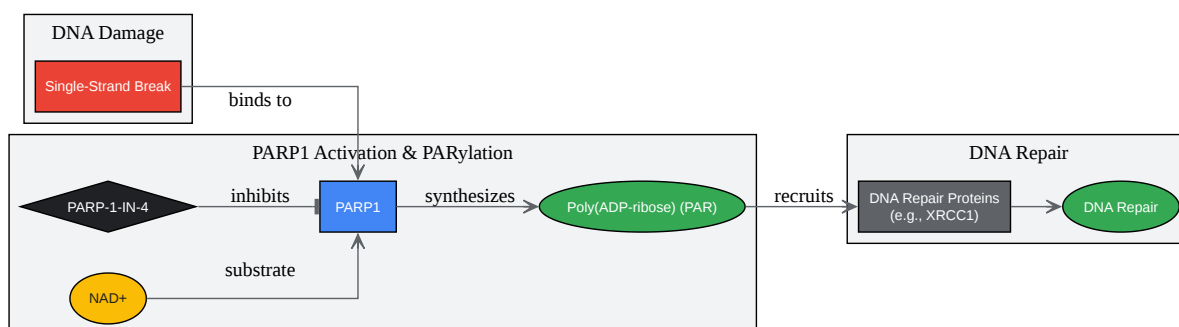 DNA Damage
Single-Strand Break
binds to
PARP1 Activation & PARylation
DNA Repair
PARP-1-IN-4
inhibits
PARP1
synthesizes
Poly(ADP-ribose) (PAR)
recruits
DNA Repair Proteins
(e.g., XRCC1)
DNA Repair
substrate
NAD+